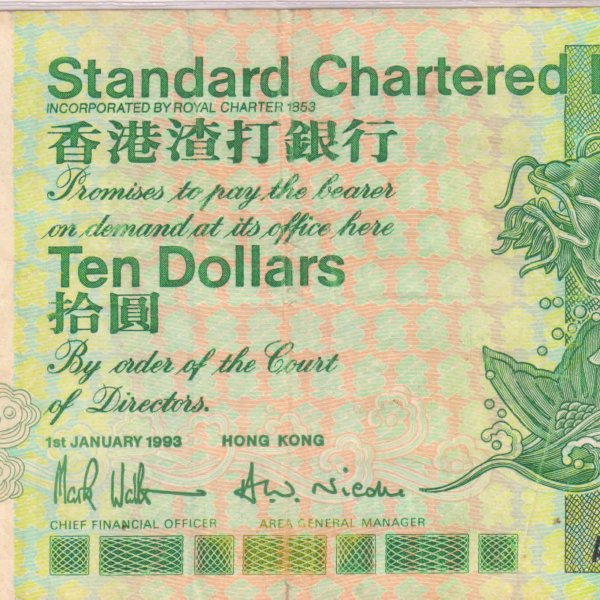 Standard Chartered
INCORPORATED BY ROYAL CHARTER 1853
香港渣打銀行
Promises to pay the bearer
on demand at its office here
Ten Dollars
拾圓
By order of the Court
of Directors.
1st JANUARY 1993 HONG KONG
Mark
CHIEF FINANCIAL OFFICER AREA GENERAL MANAGER